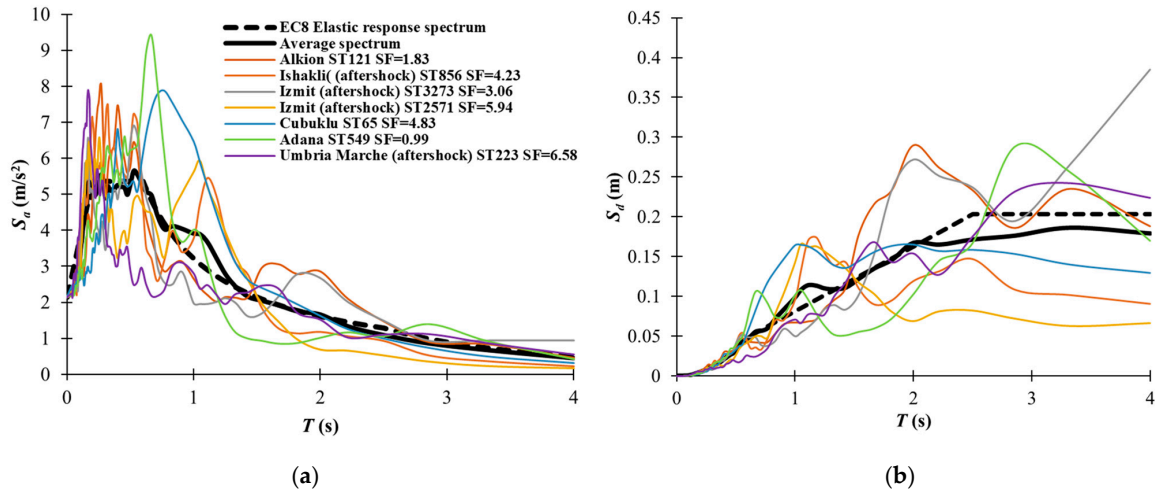 10
9
8
7
6
5
4
3
2
1
0
Sa (m/s²)
0 1 2 3 4
T (s)
EC8 Elastic response spectrum
Average spectrum
Alkion ST121 SF=1.83
Ishakli( (aftershock) ST856 SF=4.23
Izmit (aftershock) ST3273 SF=3.06
Izmit (aftershock) ST2571 SF=5.94
Cubuklu ST65 SF=4.83
Adana ST549 SF=0.99
Umbria Marche (aftershock) ST223 SF=6.58
(a)
0.45
0.4
0.35
0.3
0.25
0.2
0.15
0.1
0.05
0
Sd (m)
0 1 2 3 4
T (s)
(b)